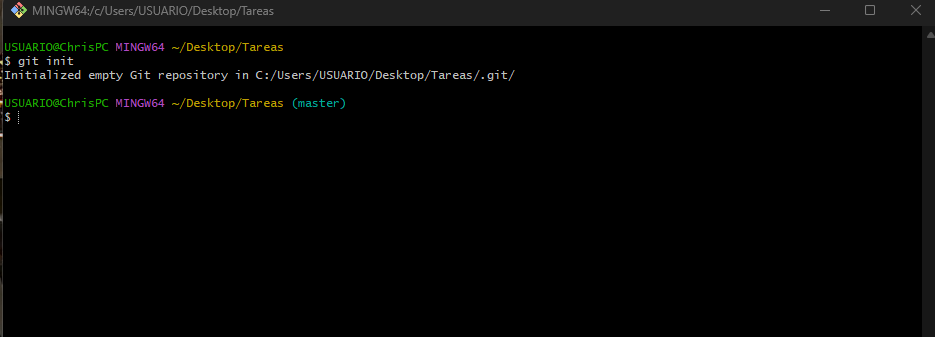 MINGW64:/c/Users/USUARIO/Desktop/Tareas
USUARIO@ChrisPC MINGW64 ~/Desktop/Tareas
$ git init
Initialized empty Git repository in C:/Users/USUARIO/Desktop/Tareas/.git/
USUARIO@ChrisPC MINGW64 ~/Desktop/Tareas (master)
$